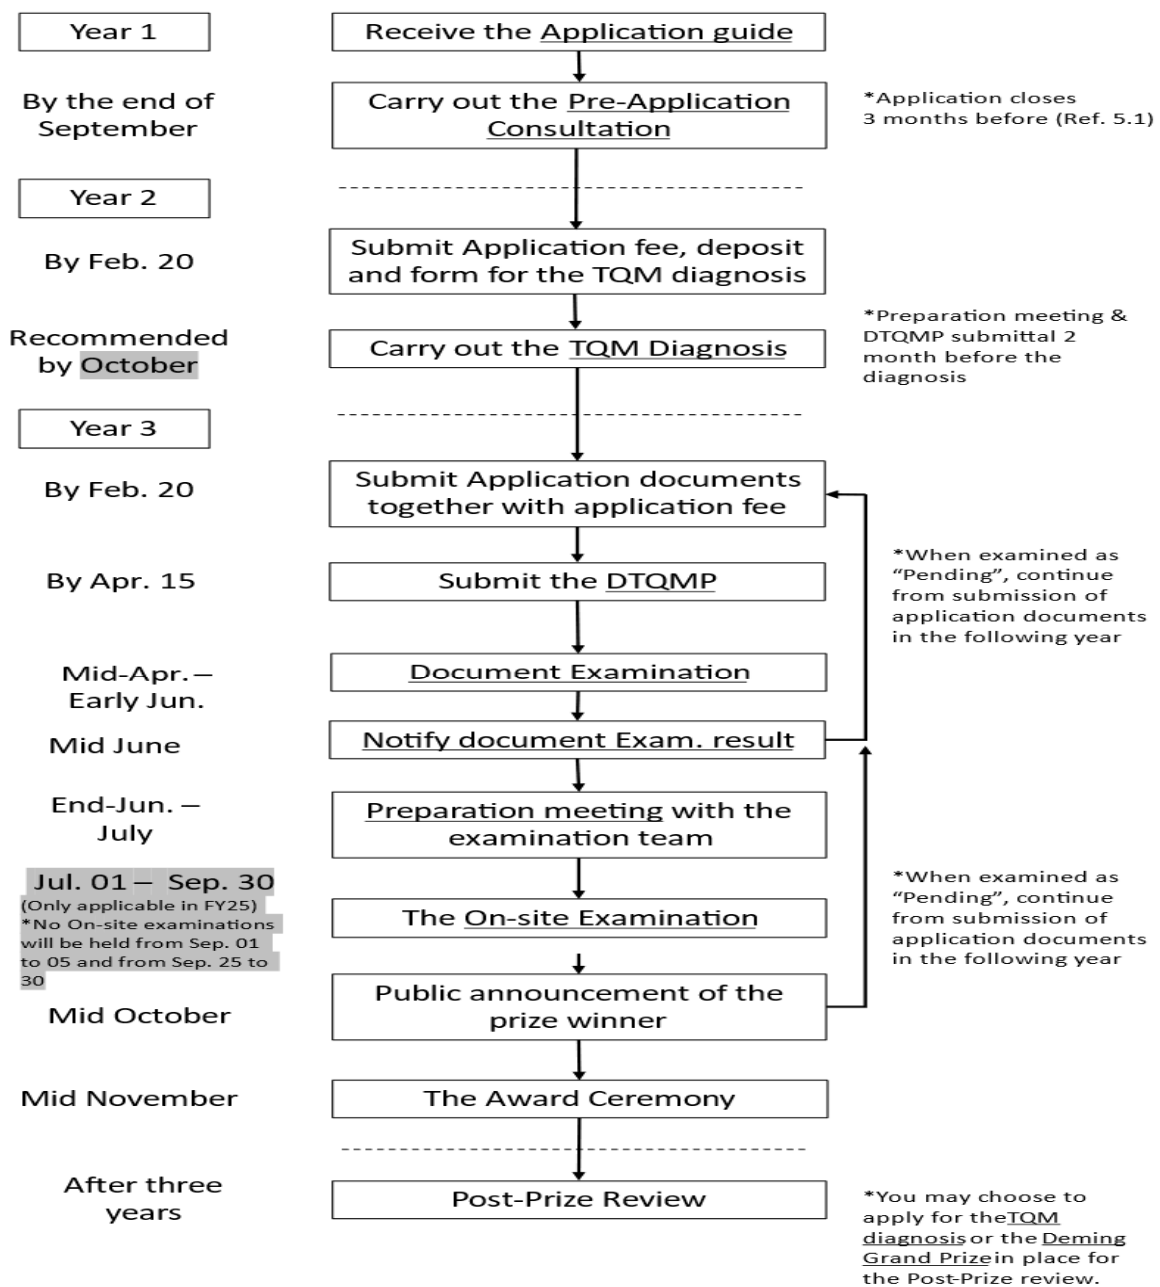 Year 1
Receive the Application guide
By the end of
September
Carry out the Pre-Application
Consultation
*Application closes
3 months before (Ref. 5.1)
Year 2
By Feb. 20
Submit Application fee, deposit
and form for the TQM diagnosis
Recommended
by October
Carry out the TQM Diagnosis
*Preparation meeting &
DTQMP submittal 2
month before the
diagnosis
Year 3
By Feb. 20
Submit Application documents
together with application fee
By Apr. 15
Submit the DTQMP
*When examined as
“Pending”, continue
from submission of
application documents
in the following year
Mid-Apr. –
Early Jun.
Document Examination
Mid June
Notify document Exam. result
End-Jun. –
July
Preparation meeting with the
examination team
Jul. 01 – Sep. 30
(Only applicable in FY25)
*No On-site examinations
will be held from Sep. 01
to 05 and from Sep. 25 to
30
The On-site Examination
*When examined as
“Pending”, continue
from submission of
application documents
in the following year
Mid October
Public announcement of the
prize winner
Mid November
The Award Ceremony
After three
years
Post-Prize Review
*You may choose to
apply for theTQM
diagnosisor the Deming
Grand Prizein place for
the Post-Prize review.